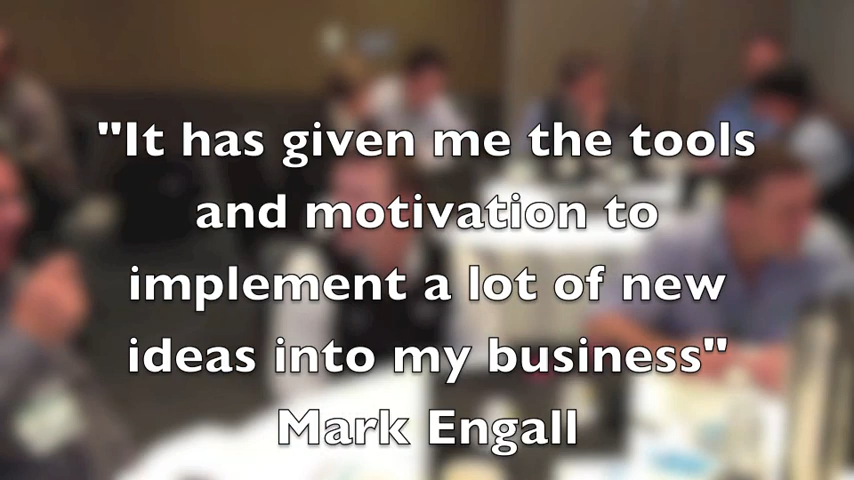 "It has given me the tools
and motivation to
implement a lot of new
ideas into my business"
Mark Engall